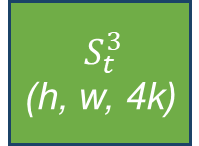 $S_t^3$
(h, w, 4k)